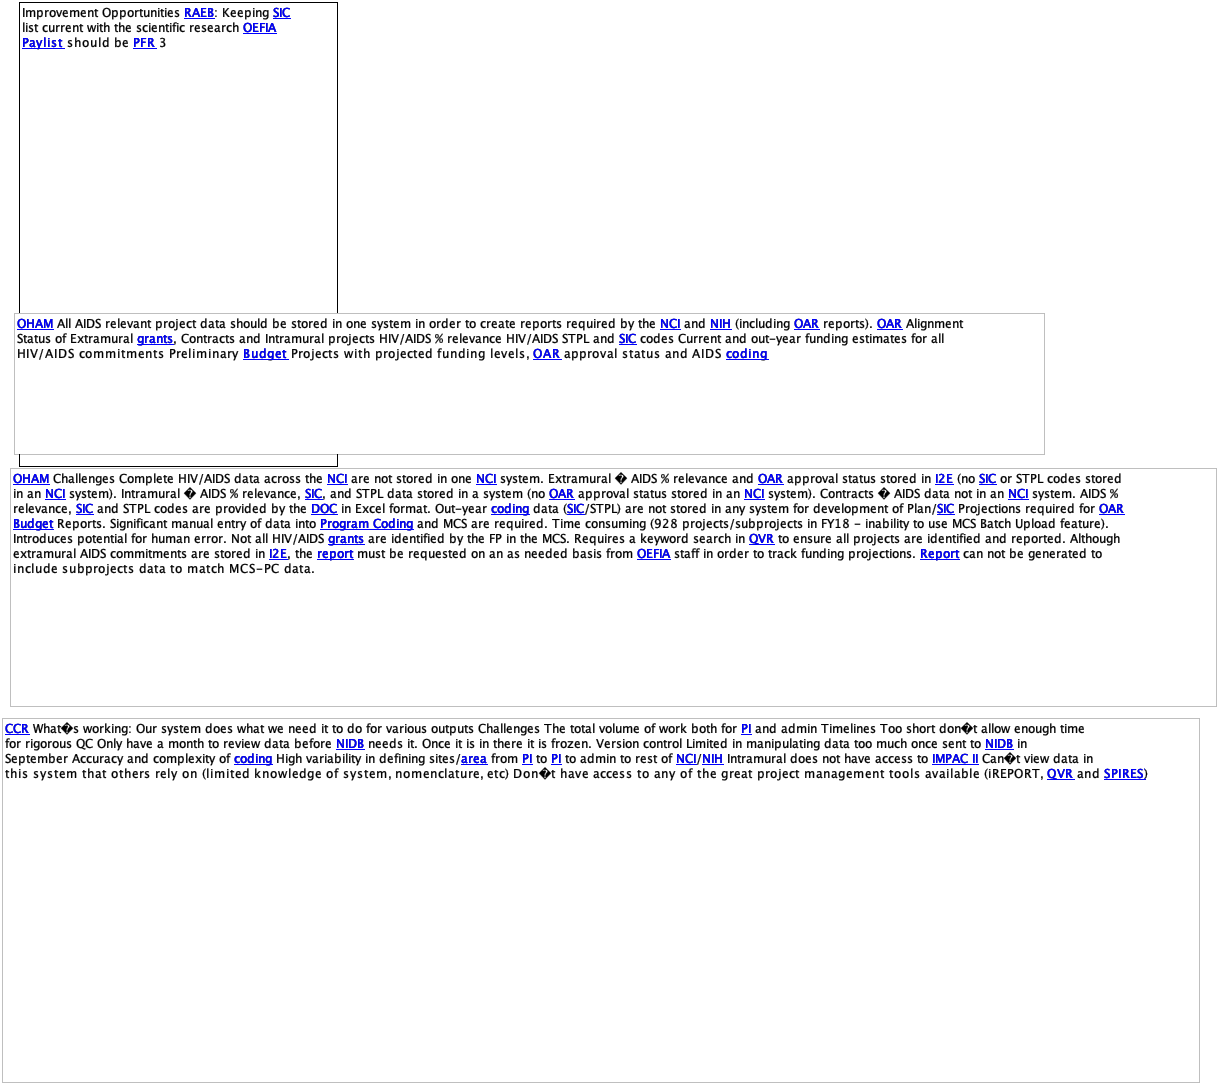 Improvement Opportunities RAEB: Keeping SIC
list current with the scientific research OEFIA
Paylist should be PFR 3
OHAM All AIDS relevant project data should be stored in one system in order to create reports required by the NCI and NIH (including OAR reports). OAR Alignment
Status of Extramural grants, Contracts and Intramural projects HIV/AIDS % relevance HIV/AIDS STPL and SIC codes Current and out-year funding estimates for all
HIV/AIDS commitments Preliminary Budget Projects with projected funding levels, OAR approval status and AIDS coding
OHAM Challenges Complete HIV/AIDS data across the NCI are not stored in one NCI system. Extramural � AIDS % relevance and OAR approval status stored in I2E (no SIC or STPL codes stored
in an NCI system). Intramural � AIDS % relevance, SIC, and STPL data stored in a system (no OAR approval status stored in an NCI system). Contracts � AIDS data not in an NCI system. AIDS %
relevance, SIC and STPL codes are provided by the DOC in Excel format. Out-year coding data (SIC/STPL) are not stored in any system for development of Plan/SIC Projections required for OAR
Budget Reports. Significant manual entry of data into Program Coding and MCS are required. Time consuming (928 projects/subprojects in FY18 - inability to use MCS Batch Upload feature).
Introduces potential for human error. Not all HIV/AIDS grants are identified by the FP in the MCS. Requires a keyword search in QVR to ensure all projects are identified and reported. Although
extramural AIDS commitments are stored in I2E, the report must be requested on an as needed basis from OEFIA staff in order to track funding projections. Report can not be generated to
include subprojects data to match MCS-PC data.
CCR What�s working: Our system does what we need it to do for various outputs Challenges The total volume of work both for PI and admin Timelines Too short don�t allow enough time
for rigorous QC Only have a month to review data before NIDB needs it. Once it is in there it is frozen. Version control Limited in manipulating data too much once sent to NIDB in
September Accuracy and complexity of coding High variability in defining sites/area from PI to PI to admin to rest of NCI/NIH Intramural does not have access to IMPAC II Can�t view data in
this system that others rely on (limited knowledge of system, nomenclature, etc) Don�t have access to any of the great project management tools available (iREPORT, QVR and SPIRES)